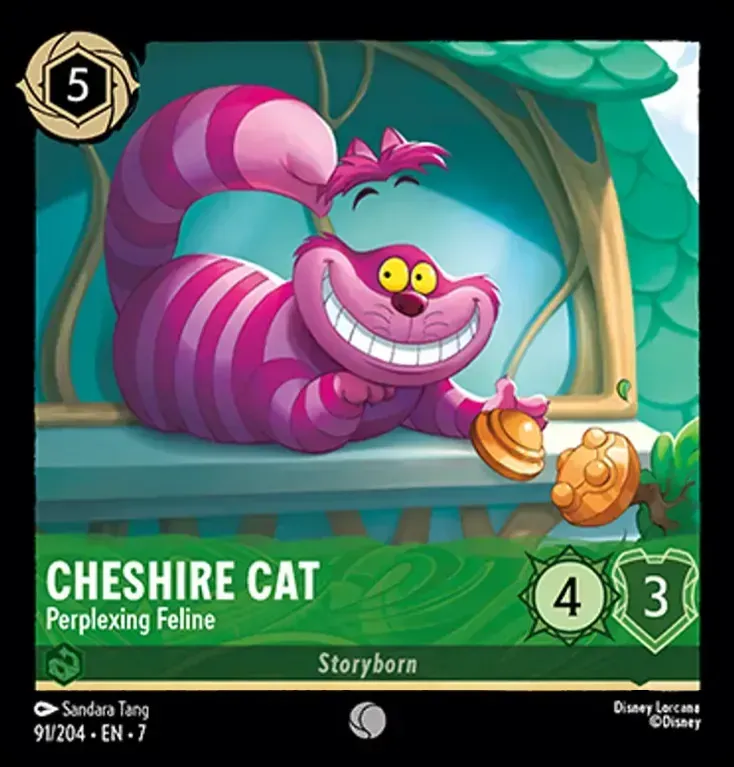 5
CHESHIRE CAT
Perplexing Feline
4
3
Storyborn
Sandara Tang
91/204 • EN • 7
Disney Lorcana
©Disney